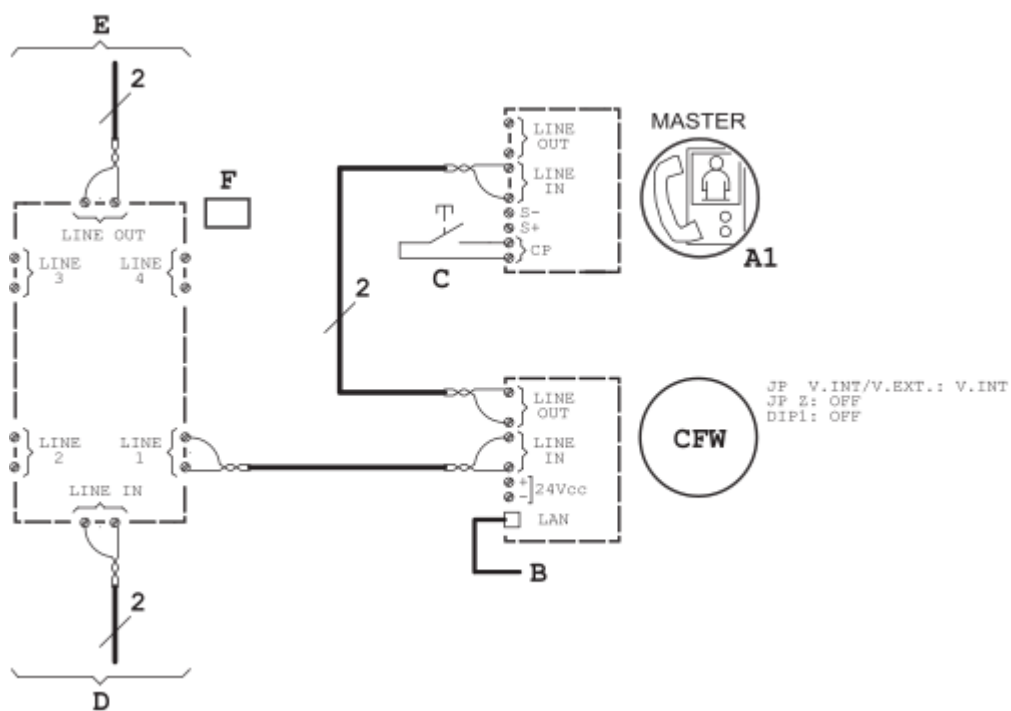 E
2
F
LINE OUT
LINE
3
LINE
4
LINE
2
LINE
1
LINE IN
2
D
LINE
OUT
LINE
IN
S-
S+
CP
C
2
MASTER
A1
LINE
OUT
LINE
IN
+
-
24Vcc
LAN
B
CFW
JP V.INT/V.EXT.: V.INT
JP Z: OFF
DIP1: OFF